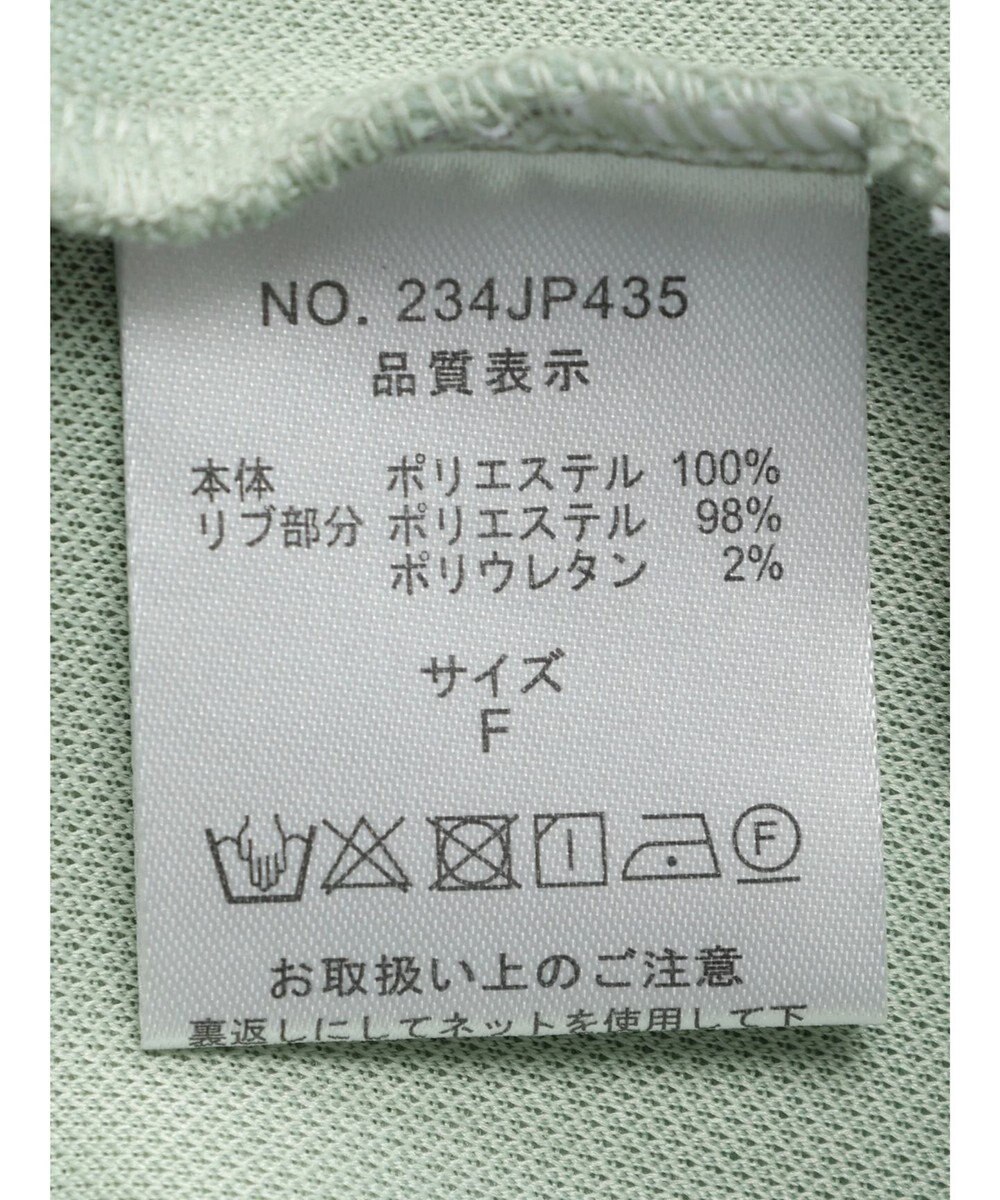 NO. 234JP435
品質表示
本体 ポリエステル 100%
リブ部分 ポリエステル 98%
ポリウレタン 2%
サイズ
F
F
お取扱い上のご注意
裏返しにしてネットを使用して下